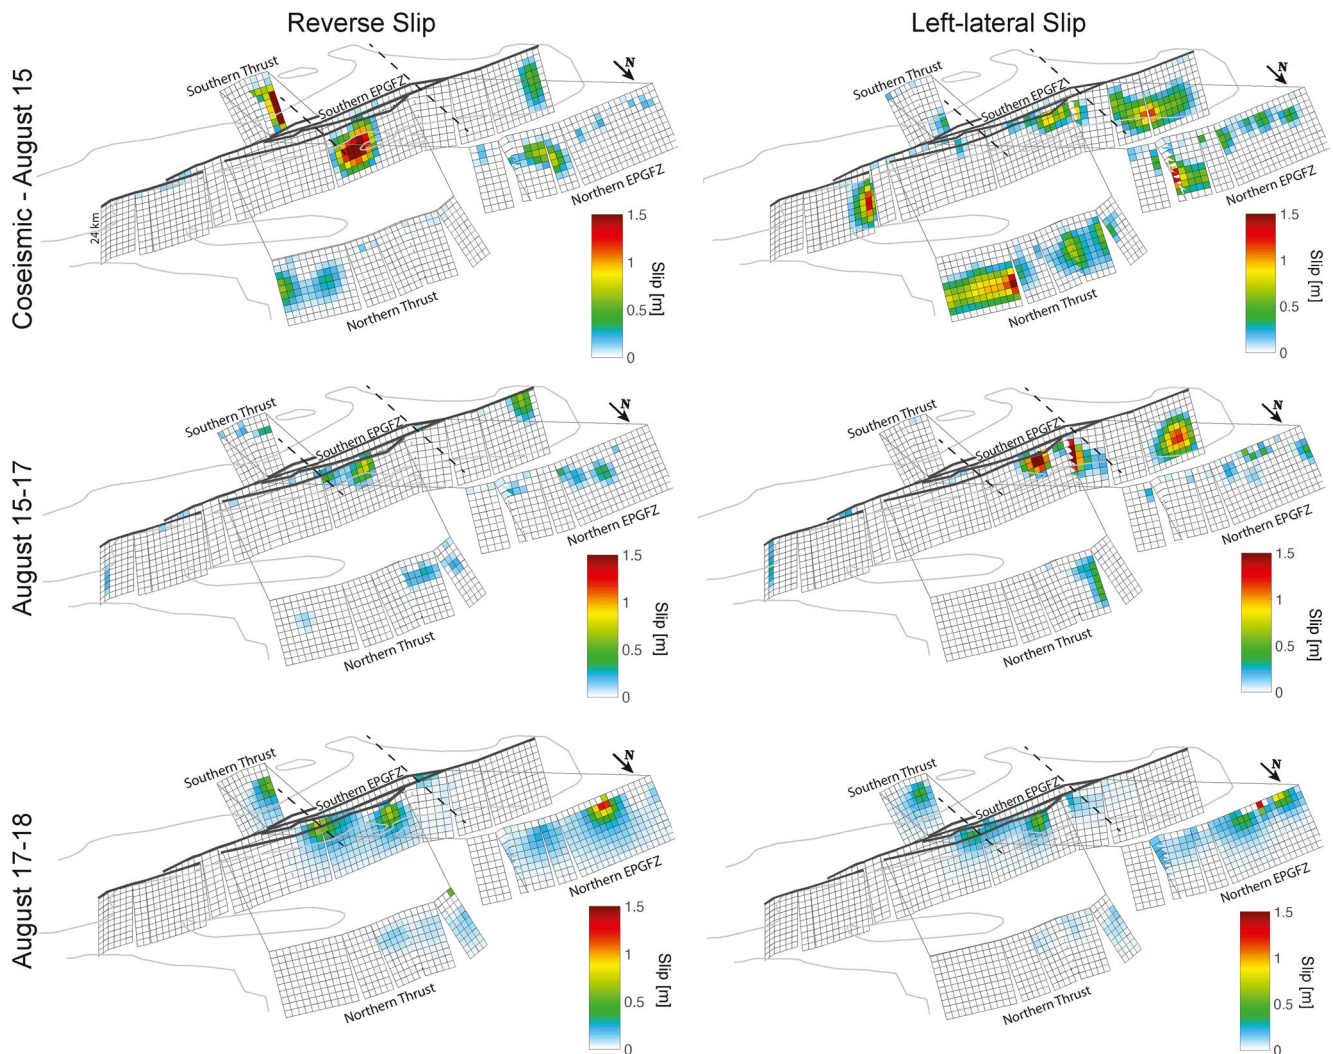 Reverse Slip
Left-lateral Slip
Coseismic - August 15
Southern Thrust
Southern EPGFZ
N
Northern EPGFZ
24 km
Northern Thrust
1.5
1
0.5
0
Slip [m]
Southern Thrust
Southern EPGFZ
N
Northern EPGFZ
Northern Thrust
1.5
1
0.5
0
Slip [m]
August 15-17
Southern Thrust
Southern EPGFZ
N
Northern EPGFZ
Northern Thrust
1.5
1
0.5
0
Slip [m]
Southern Thrust
Southern EPGFZ
N
Northern EPGFZ
Northern Thrust
1.5
1
0.5
0
Slip [m]
August 17-18
Southern Thrust
Southern EPGFZ
N
Northern EPGFZ
Northern Thrust
1.5
1
0.5
0
Slip [m]
Southern Thrust
Southern EPGFZ
N
Northern EPGFZ
Northern Thrust
1.5
1
0.5
0
Slip [m]